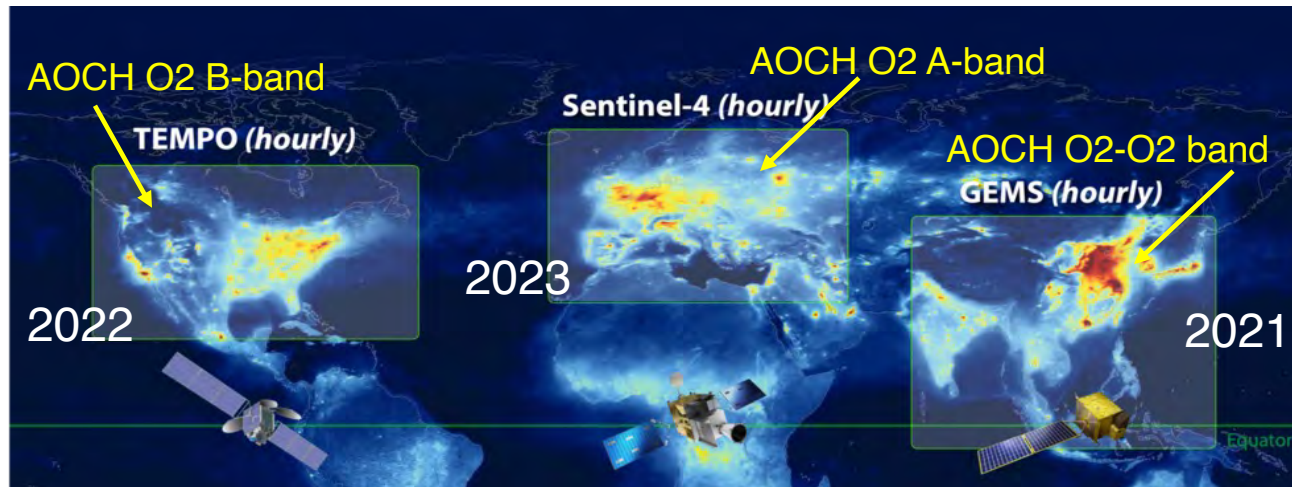 AOCH O2 B-band
TEMPO (hourly)
2022
AOCH O2 A-band
Sentinel-4 (hourly)
2023
AOCH O2-O2 band
GEMS (hourly)
2021
Equator